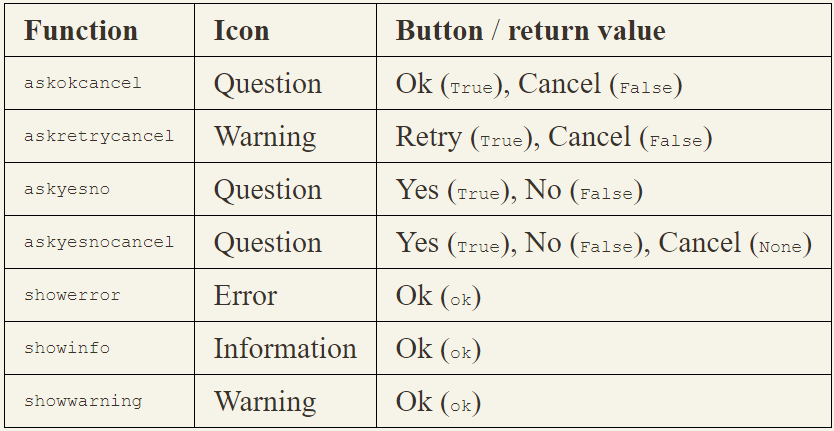 Function Icon Button / return value
askokcancel Question Ok (True), Cancel (False)
askretrycancel Warning Retry (True), Cancel (False)
askyesno Question Yes (True), No (False)
askyesnocancel Question Yes (True), No (False), Cancel (None)
showerror Error Ok (ok)
showinfo Information Ok (ok)
showwarning Warning Ok (ok)